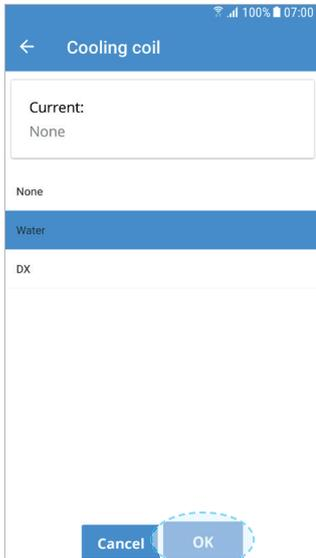 100% 07:00
Cooling coil
Current:
None
None
Water
DX
Cancel OK